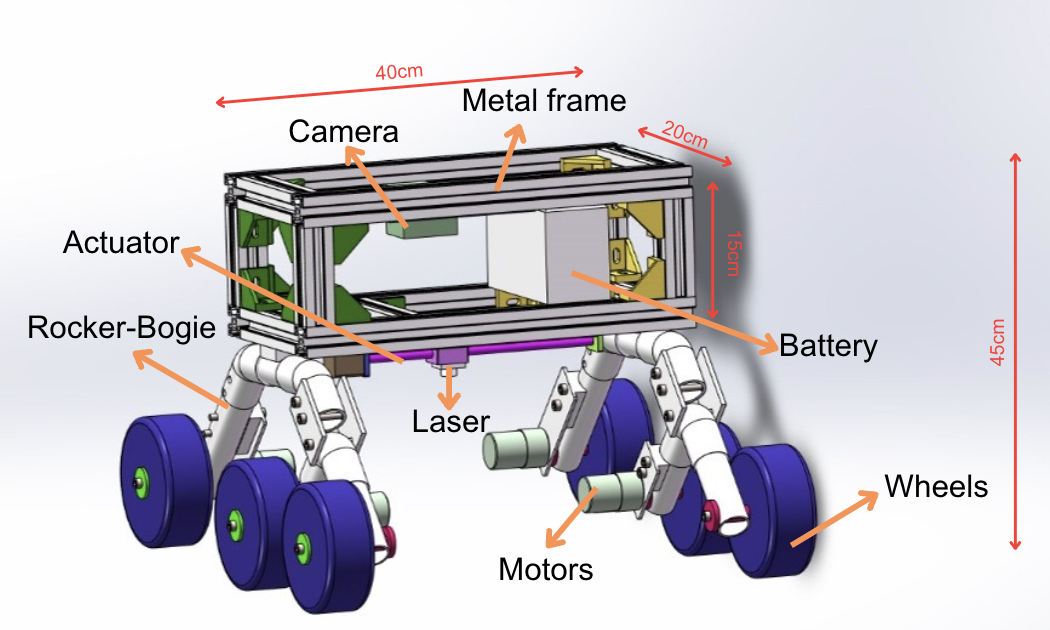 40cm
Metal frame
Camera
20cm
Actuator
15cm
Rocker-Bogie
Battery
45cm
Laser
Wheels
Motors